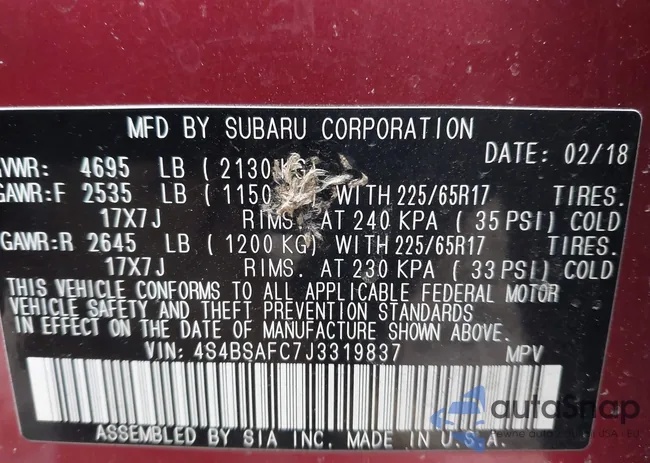 MFD BY SUBARU CORPORATION
DATE: 02/18
VWR: 4695 LB (2130
GAWR:F 2535 LB (1150 WITH 225/65R17 TIRES.
17X7J RIMS. AT 240 KPA (35 PSI) COLD
GAWR:R 2645 LB (1200 KG) WITH 225/65R17 TIRES.
17X7J RIMS. AT 230 KPA (33 PSI) COLD
THIS VEHICLE CONFORMS TO ALL APPLICABLE FEDERAL MOTOR
VEHICLE SAFETY AND THEFT PREVENTION STANDARDS
IN EFFECT ON THE DATE OF MANUFACTURE SHOWN ABOVE.
VIN: 4S4BSAFC7J3319837 MPV
ASSEMBLED BY SIA INC. MADE IN U.S.A.
autoSnap